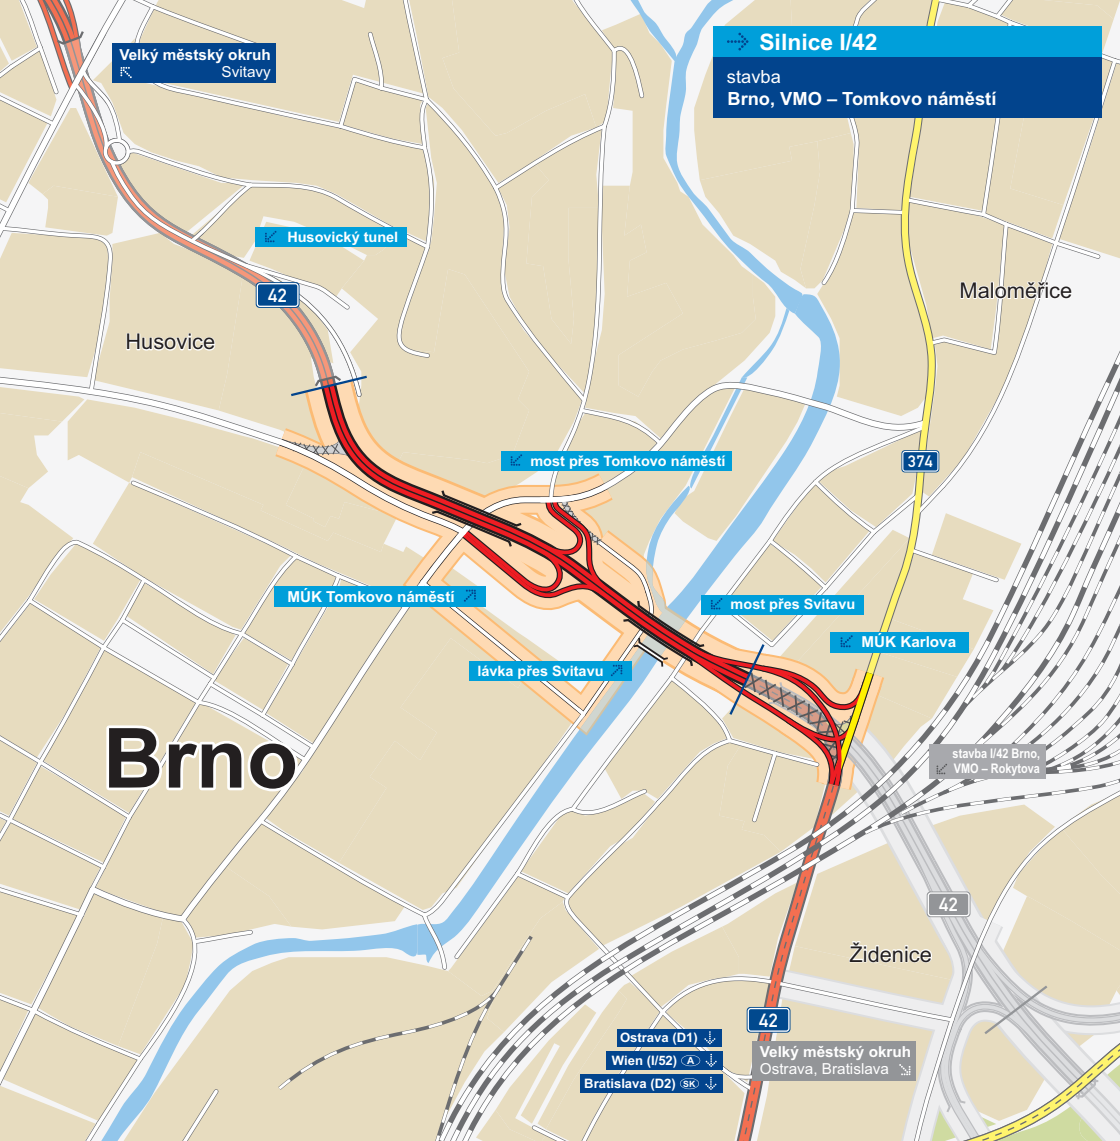 Silnice I/42
stavba
Brno, VMO – Tomkovo náměstí
Velký městský okruh
Svitavy
Husovický tunel
42
Maloměřice
Husovice
most přes Tomkovo náměstí
374
MÚK Tomkovo náměstí
most přes Svitavu
MÚK Karlova
lávka přes Svitavu
Brno
stavba I/42 Brno,
VMO – Rokytova
42
Židenice
42
Ostrava (D1)
Wien (I/52) A
Bratislava (D2) SK
Velký městský okruh
Ostrava, Bratislava